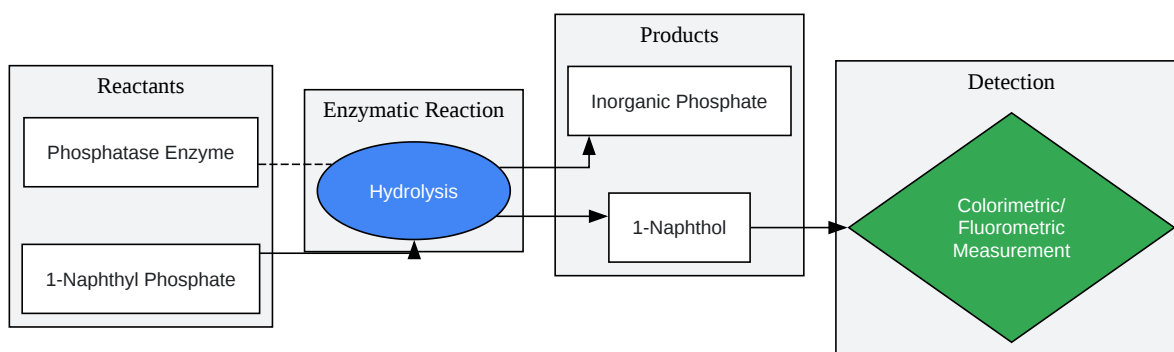 Reactants
Phosphatase Enzyme
1-Naphthyl Phosphate
Enzymatic Reaction
Hydrolysis
Products
Inorganic Phosphate
1-Naphthol
Detection
Colorimetric/
Fluorometric
Measurement